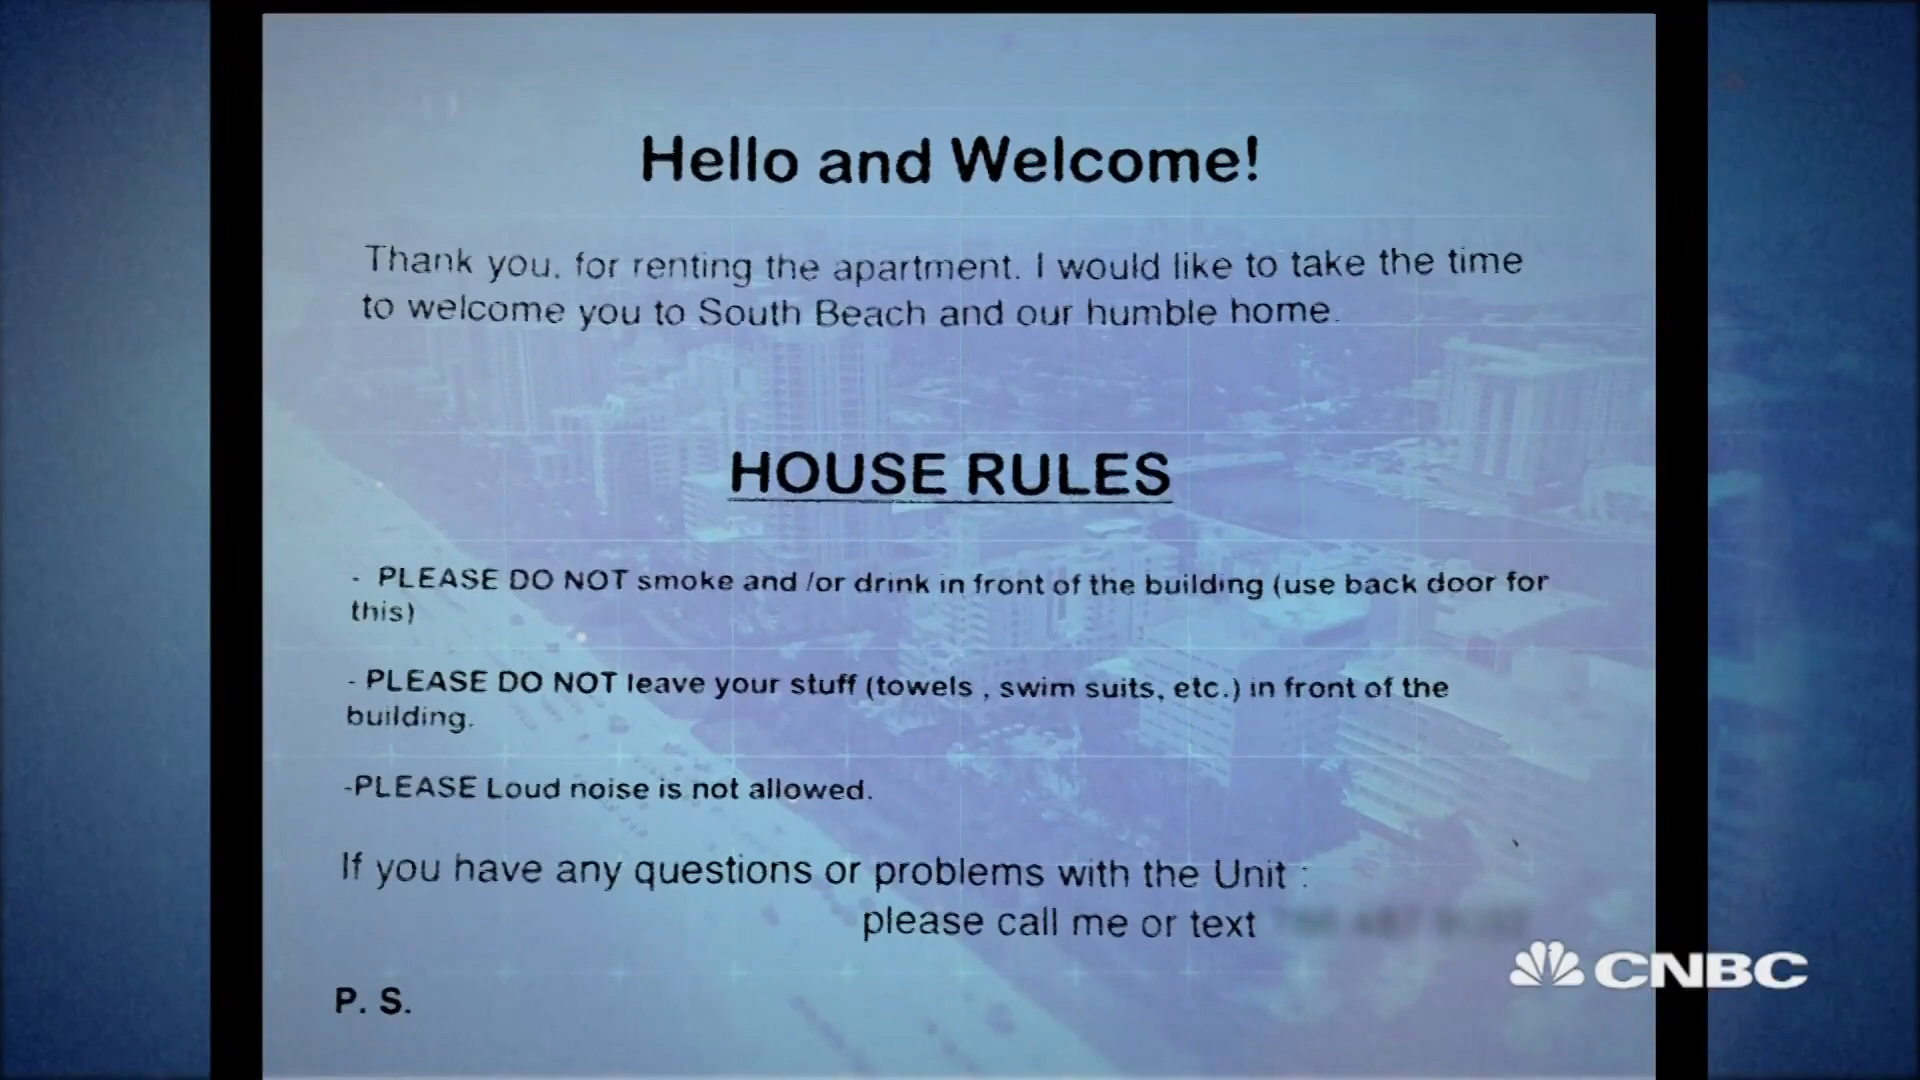 Hello and Welcome!
Thank you, for renting the apartment. I would like to take the time
to welcome you to South Beach and our humble home.
HOUSE RULES
- PLEASE DO NOT smoke and /or drink in front of the building (use back door for
this)
- PLEASE DO NOT leave your stuff (towels , swim suits, etc.) in front of the
building.
-PLEASE Loud noise is not allowed.
If you have any questions or problems with the Unit :
please call me or text
CNBC
P. S.